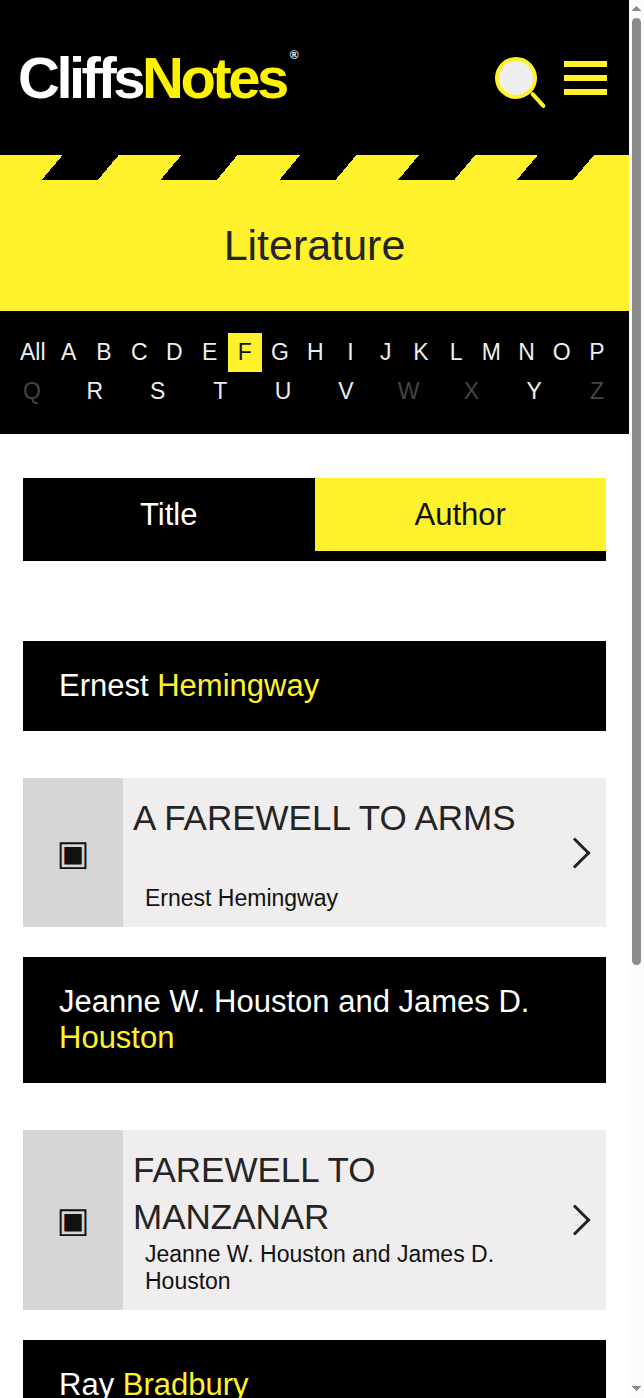 CliffsNotes®
Literature
All A B C D E F G H I J K L M N O P
Q R S T U V W X Y Z
Title Author
Ernest Hemingway
A FAREWELL TO ARMS
Ernest Hemingway
Jeanne W. Houston and James D.
Houston
FAREWELL TO
MANZANAR
Jeanne W. Houston and James D.
Houston
Ray Bradbury